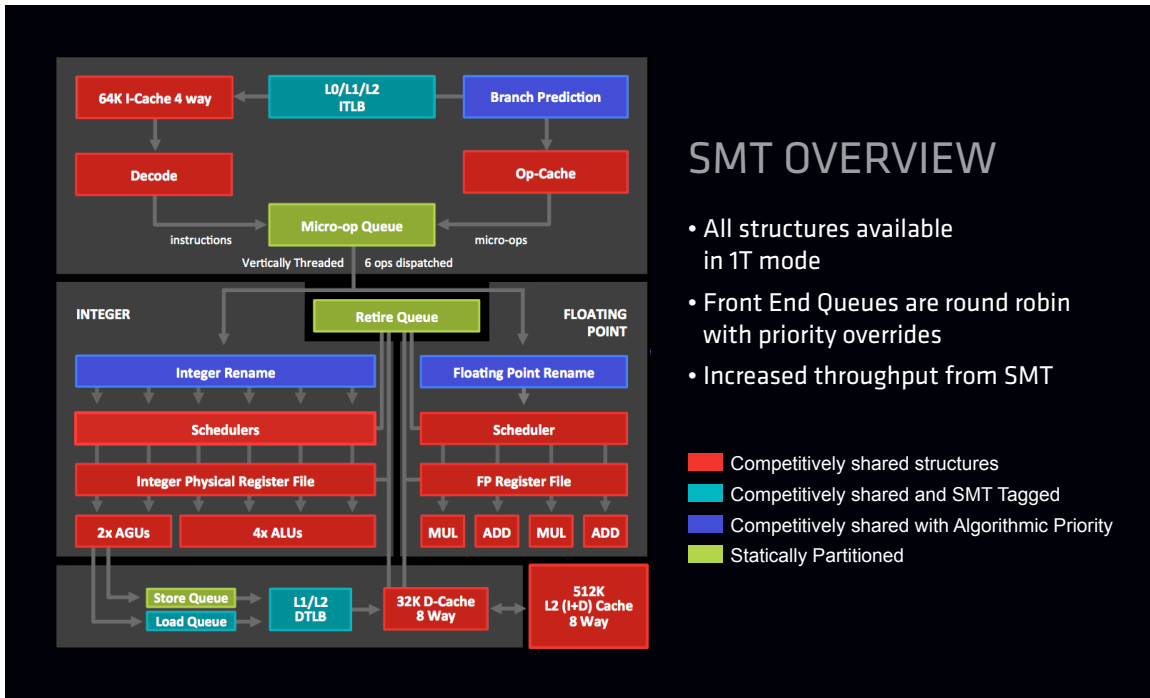 64K I-Cache 4 way
L0/L1/L2
ITLB
Branch Prediction
Decode
Op-Cache
Micro-op Queue
instructions
micro-ops
Vertically Threaded
6 ops dispatched
INTEGER
Retire Queue
FLOATING
POINT
Integer Rename
Floating Point Rename
Schedulers
Scheduler
Integer Physical Register File
FP Register File
2x AGUs
4x ALUs
MUL
ADD
MUL
ADD
Store Queue
Load Queue
L1/L2
DTLB
32K D-Cache
8 Way
512K
L2 (I+D) Cache
8 Way
SMT OVERVIEW
• All structures available
in 1T mode
• Front End Queues are round robin
with priority overrides
• Increased throughput from SMT
Competitively shared structures
Competitively shared and SMT Tagged
Competitively shared with Algorithmic Priority
Statically Partitioned